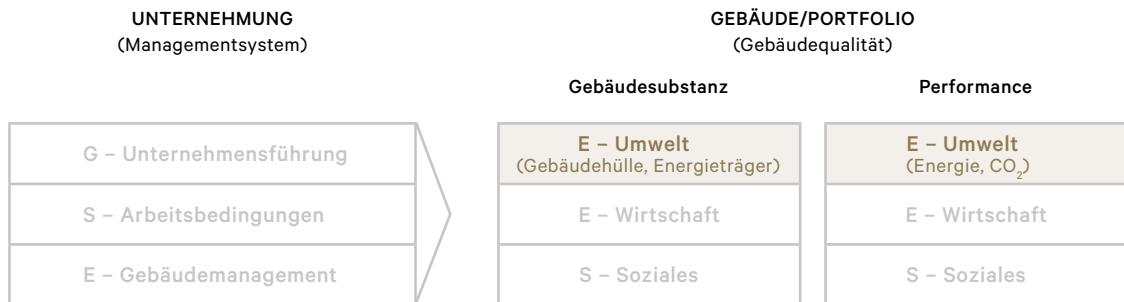 UNTERNEHMUNG
(Managementsystem)
GEBÄUDE/PORTFOLIO
(Gebäudequalität)
Gebäudesubstanz
Performance
G – Unternehmensführung
S – Arbeitsbedingungen
E – Gebäudemanagement
E – Umwelt
(Gebäudehülle, Energieträger)
E – Wirtschaft
S – Soziales
E – Umwelt
(Energie, CO₂)
E – Wirtschaft
S – Soziales